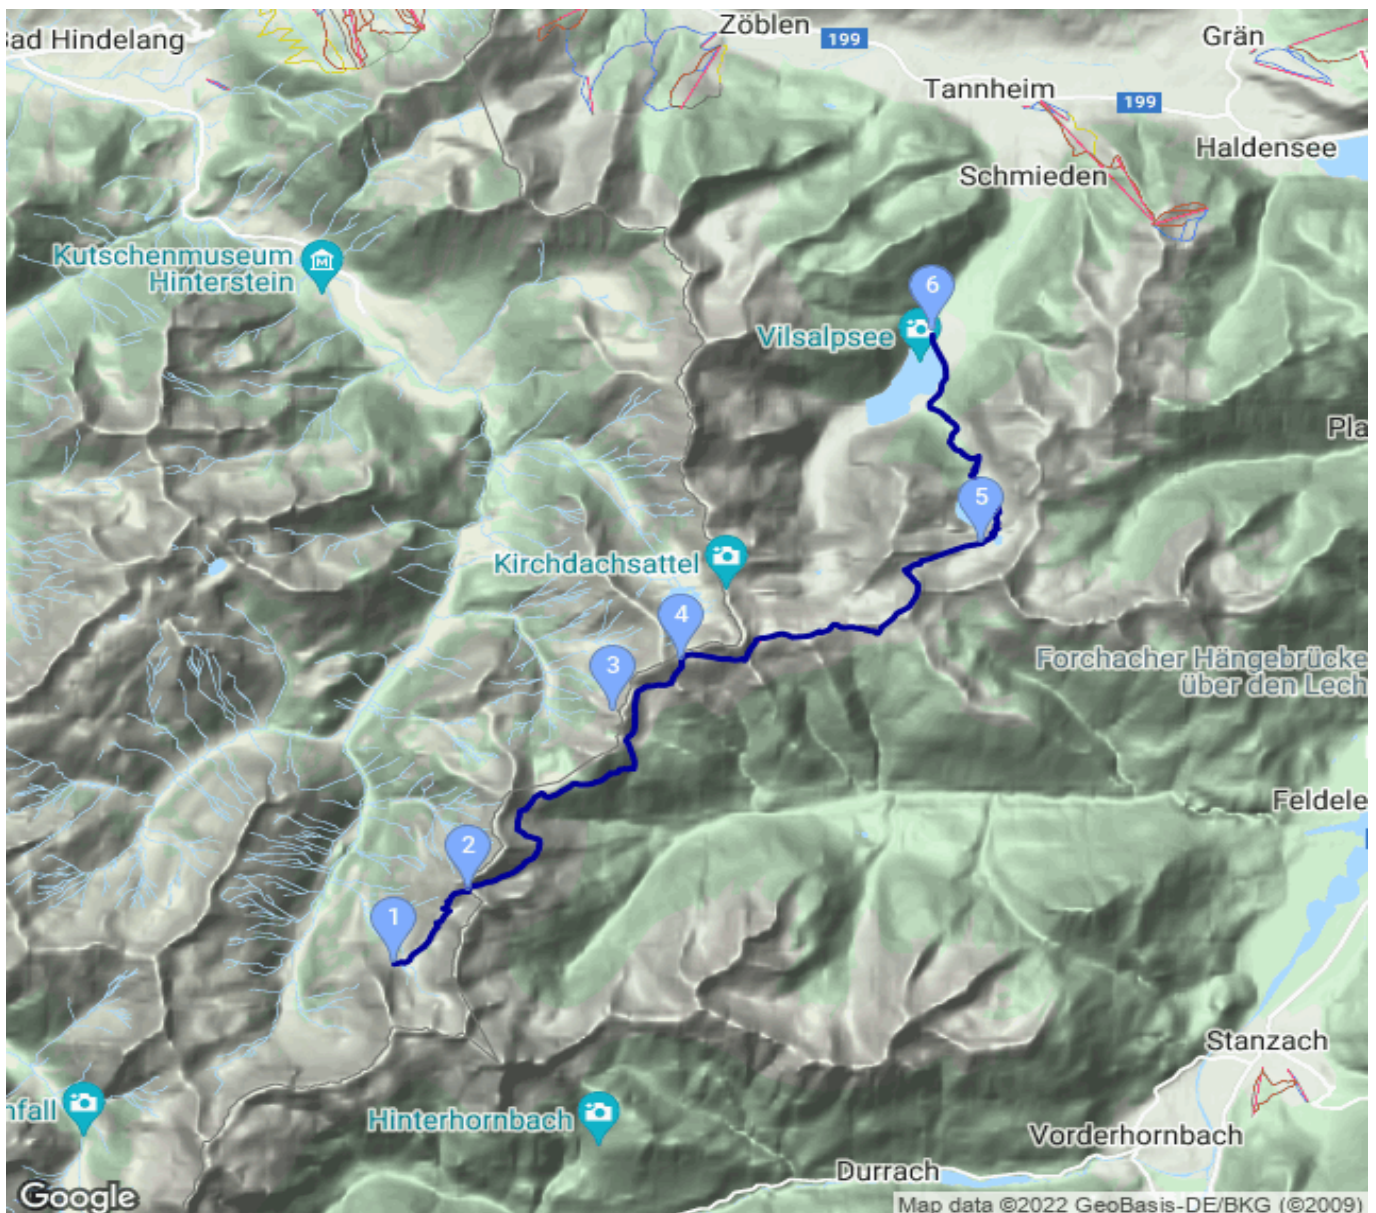 Bad Hindelang
Zöblen
199
Grän
Tannheim
199
Haldensee
Schmieden
Kutschenmuseum
Hinterstein
M
6
Vilsalpsee
Pla
5
Kirchdachsattel
4
3
Forchacher Hängebrücke
über den Lech
Feldele
2
1
Stanzach
nfall
Hinterhornbach
Vorderhornbach
Durrach
Google
Map data ©2022 GeoBasis-DE/BKG (©2009)